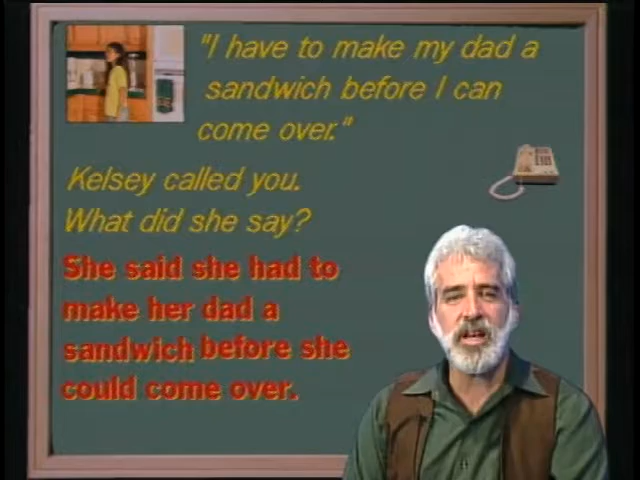 "I have to make my dad a
sandwich before I can
come over."
Kelsey called you.
What did she say?
She said she had to
make her dad a
sandwich before she
could come over.